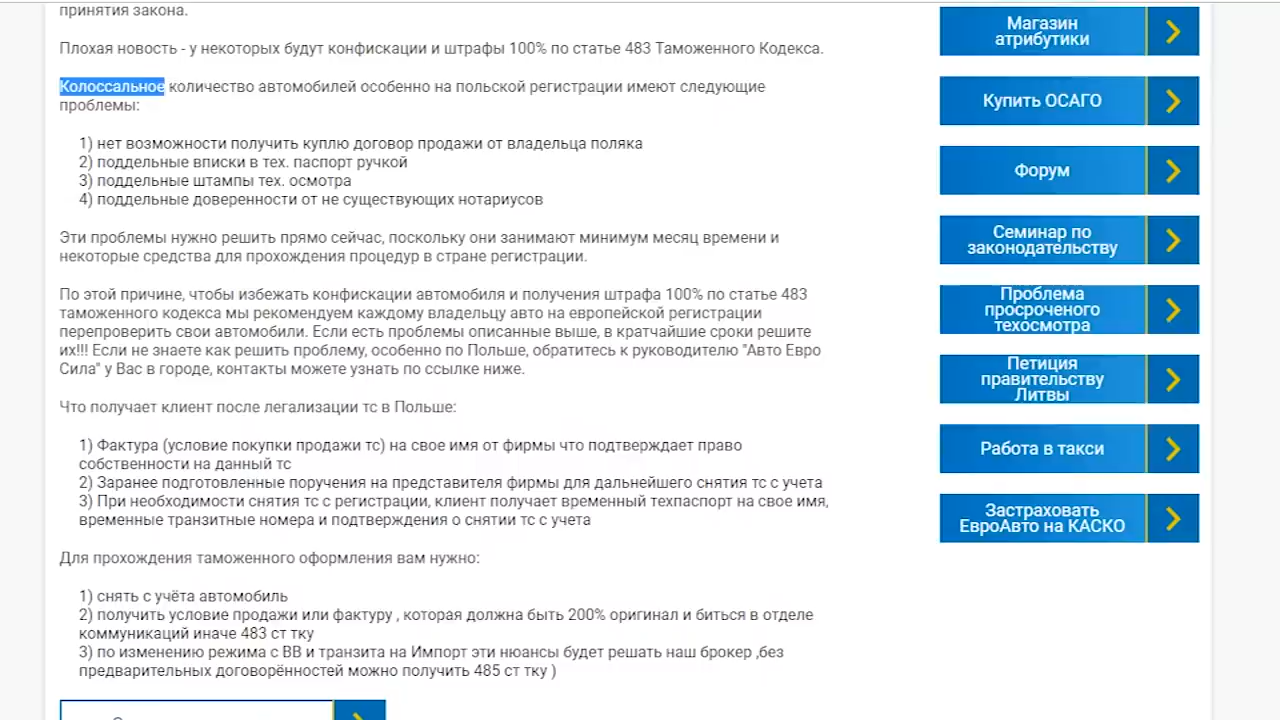 принятия закона.
Плохая новость - у некоторых будут конфискации и штрафы 100% по статье 483 Таможенного Кодекса.
Колоссальное количество автомобилей особенно на польской регистрации имеют следующие
проблемы:
1) нет возможности получить куплю договор продажи от владельца поляка
2) поддельные вписки в тех. паспорт ручкой
3) поддельные штампы тех. осмотра
4) поддельные доверенности от не существующих нотариусов
Эти проблемы нужно решить прямо сейчас, поскольку они занимают минимум месяц времени и
некоторые средства для прохождения процедур в стране регистрации.
По этой причине, чтобы избежать конфискации автомобиля и получения штрафа 100% по статье 483
таможенного кодекса мы рекомендуем каждому владельцу авто на европейской регистрации
перепроверить свои автомобили. Если есть проблемы описанные выше, в кратчайшие сроки решите
их!!! Если не знаете как решить проблему, особенно по Польше, обратитесь к руководителю "Авто Евро
Сила" у Вас в городе, контакты можете узнать по ссылке ниже.
Что получает клиент после легализации тс в Польше:
1) Фактура (условие покупки продажи тс) на свое имя от фирмы что подтверждает право
собственности на данный тс
2) Заранее подготовленные поручения на представителя фирмы для дальнейшего снятия тс с учета
3) При необходимости снятия тс с регистрации, клиент получает временный техпаспорт на свое имя,
временные транзитные номера и подтверждения о снятии тс с учета
Для прохождения таможенного оформления вам нужно:
1) снять с учёта автомобиль
2) получить условие продажи или фактуру , которая должна быть 200% оригинал и биться в отделе
коммуникаций иначе 483 ст тку
3) по изменению режима с ВВ и транзита на Импорт эти нюансы будет решать наш брокер ,без
предварительных договорённостей можно получить 485 ст тку )
Магазин
атрибутики
Купить ОСАГО
Форум
Семинар по
законодательству
Проблема
просроченого
техосмотра
Петиция
правительству
Литвы
Работа в такси
Застраховать
ЕвроАвто на КАСКО